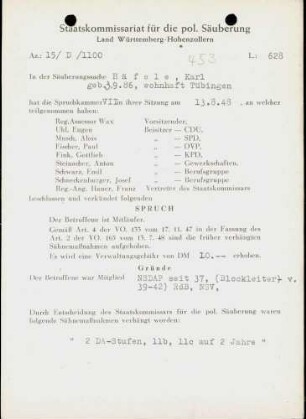 Staatskommissariat für die pol. Säuberung
Land Württemberg-Hohenzollern
Az.: 15/ D /1100
453
L.: 628
In der Säuberungssache Häfele, Karl
geb. 3.9.86, wohnhaft Tübingen
hat die Spruchkammer VII in ihrer Sitzung am 13.8.48 , an welcher
teilgenommen haben:
Reg.Assessor Wax Vorsitzender,
Uhl, Eugen Beisitzer — CDU,
Alois „ — SPD,
Fischer, Paul „ — DVP,
Fink, Gottlieb „ — KPD,
Anton „ — Gewerkschaften,
Schwarz, Emil „ — Berufsgruppe
Josef „ — Berufsgruppe
Reg.-Ang. Hauer, Franz Vertreter des Staatskommissars
beschlossen und verkündet folgenden
SPRUCH
Der Betroffene ist Mitläufer.
Gemäß Art. 4 der VO. 133 vom 17. 11. 47 in der Fassung des
Art. 2 der VO. 165 vom 15. 7. 48 sind die früher verhängten
Sühnemaßnahmen aufgehoben.
Es wird eine Verwaltungsgebühr von DM 10.-- erhoben.
Gründe
Der Betroffene war Mitglied NSDAP seit 37, (Blockleiter) v.
39-42) RdB, NSV,
Durch Entscheidung des Staatskommissars für die pol. Säuberung waren
folgende Sühnemaßnahmen verhängt worden:
" 2 DA-Stufen, 11b, 11c auf 2 Jahre "